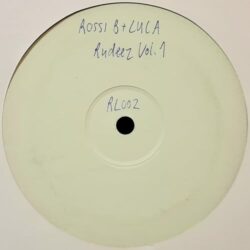 ROSSI B + LUCA
Rudeez Vol. 1
RL002